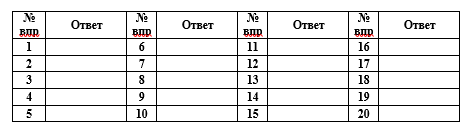 № впр Ответ № впр Ответ № впр Ответ № впр Ответ
1 6 11 16
2 7 12 17
3 8 13 18
4 9 14 19
5 10 15 20